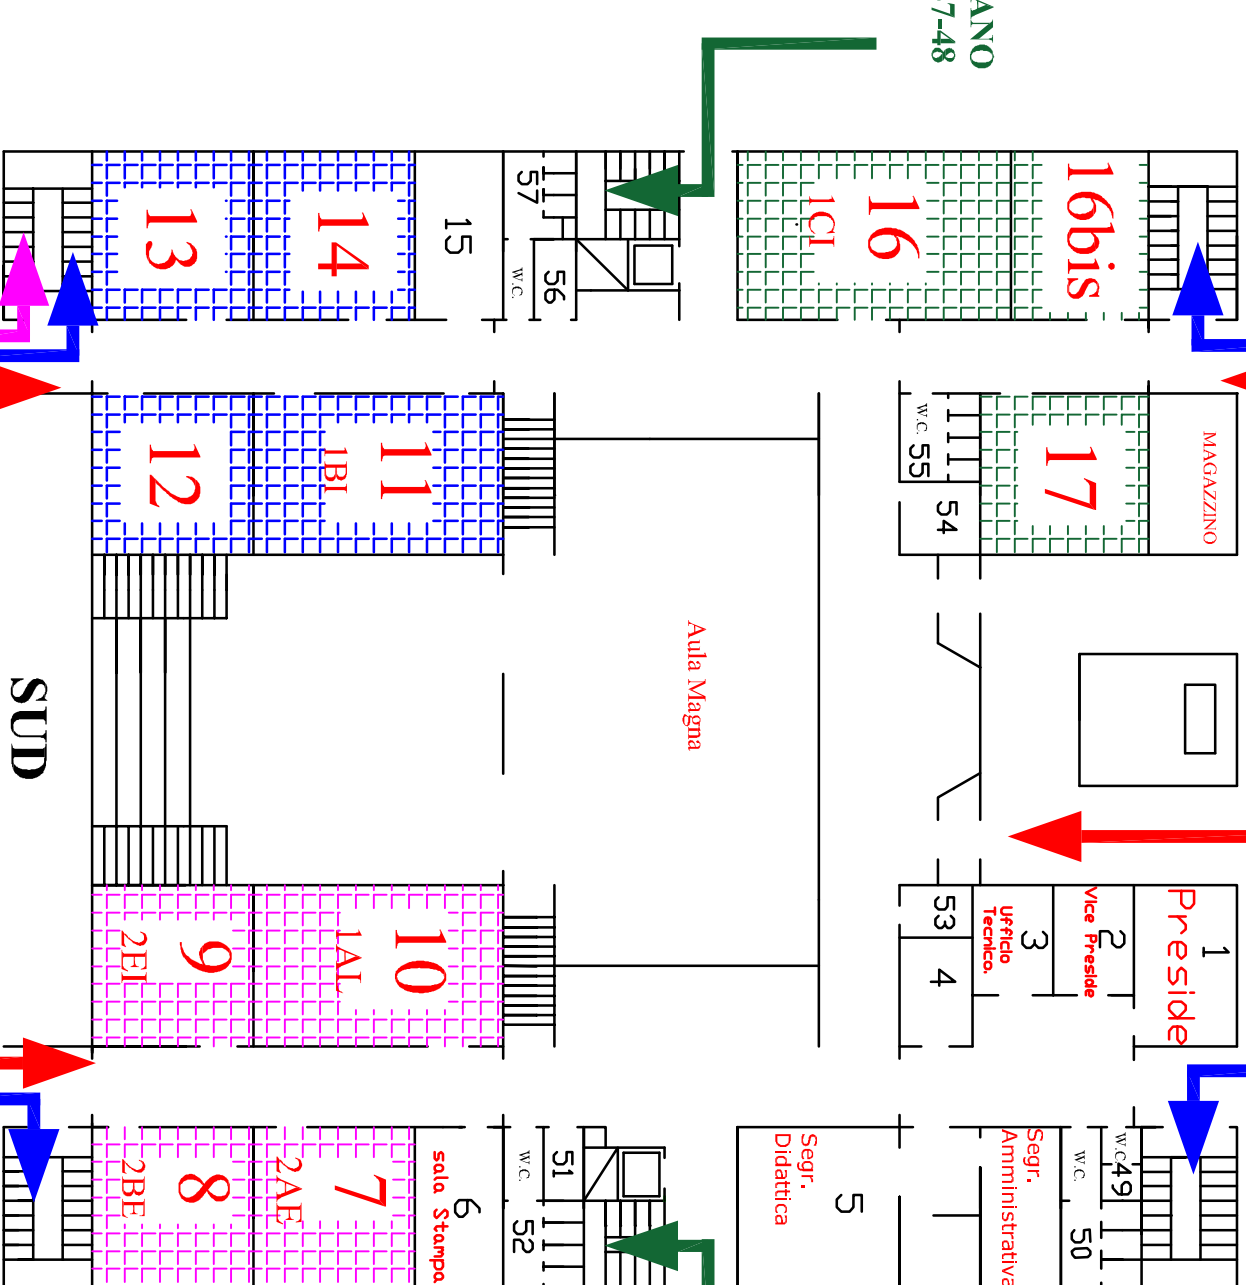 ANO
7-48
57
15
14
13
56
W.C.
16
1CI
16bis
12
11
1BI
W.C.
55
54
17
MAGAZZINO
Aula Magna
SUD
9
2EI
10
1AL
53
4
3
Ufficio
Tecnico.
2
Vice Preside
1
Preside
8
2BE
7
2AE
6
sala Stampa
51
W.C.
52
5
Segr.
Didattica
Segr.
Amministrativa
W.C.
49
W.C.
50